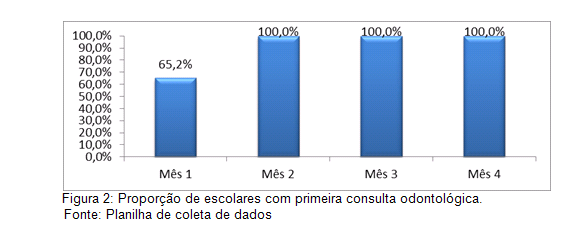 100,0%
90,0%
80,0%
70,0%
60,0%
50,0%
40,0%
30,0%
20,0%
10,0%
0,0%
65,2%
100,0%
100,0%
100,0%
Mês 1
Mês 2
Mês 3
Mês 4
Figura 2: Proporção de escolares com primeira consulta odontológica.
Fonte: Planilha de coleta de dados